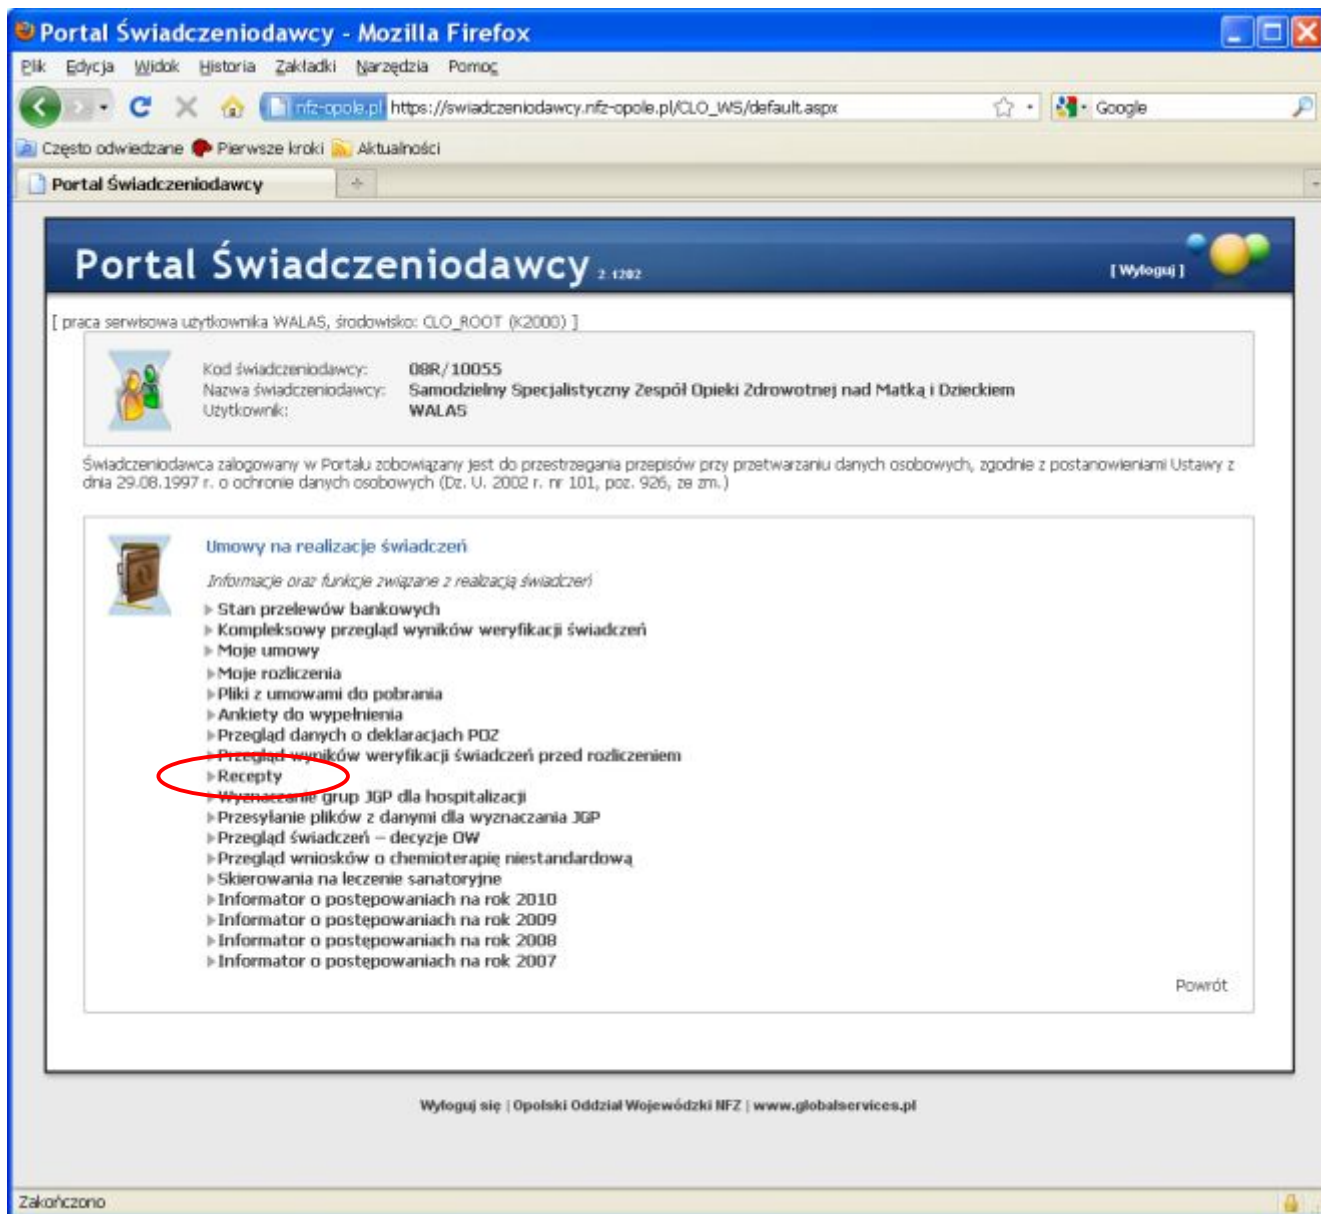 Portal Świadczeniodawcy - Mozilla Firefox
Plik Edycja Widok Historia Zakładki Narzędzia Pomoc
nfz-opole.pl https://swiadczeniodawcy.nfz-opole.pl/CLO_WS/default.aspx Google
Często odwiedzane Pierwsze kroki Aktualności
Portal Świadczeniodawcy
Portal Świadczeniodawcy 2.1202 [ Wyloguj ]
[ praca serwisowa użytkownika WALAS, środowisko: CLO_ROOT (K2000) ]
Kod świadczeniodawcy: 08R/10055
Nazwa świadczeniodawcy: Samodzielny Specjalistyczny Zespół Opieki Zdrowotnej nad Matką i Dzieckiem
Użytkownik: WALAS
Świadczeniodawca zalogowany w Portalu zobowiązany jest do przestrzegania przepisów przy przetwarzaniu danych osobowych, zgodnie z postanowieniami Ustawy z
dnia 29.08.1997 r. o ochronie danych osobowych (Dz. U. 2002 r. nr 101, poz. 926, ze zm.)
Umowy na realizacje świadczeń
Informacje oraz funkcje związane z realizacją świadczeń
Stan przelewów bankowych
Kompleksowy przegląd wyników weryfikacji świadczeń
Moje umowy
Moje rozliczenia
Pliki z umowami do pobrania
Ankiety do wypełnienia
Przegląd danych o deklaracjach POZ
Przegląd wyników weryfikacji świadczeń przed rozliczeniem
Recepty
Wyznaczanie grup JGP dla hospitalizacji
Przesyłanie plików z danymi dla wyznaczania JGP
Przegląd świadczeń – decyzje OW
Przegląd wniosków o chemioterapię niestandardową
Skierowania na leczenie sanatoryjne
Informator o postępowaniach na rok 2010
Informator o postępowaniach na rok 2009
Informator o postępowaniach na rok 2008
Informator o postępowaniach na rok 2007
Powrót
Wyloguj się | Opolski Oddział Wojewódzki NFZ | www.globalservices.pl
Zakończono